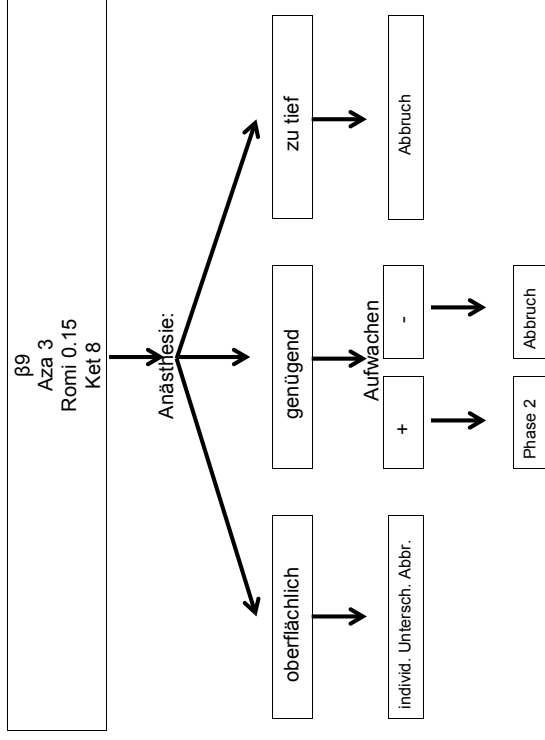 β9
Aza 3
Romi 0.15
Ket 8
Anästhesie:
oberflächlich
genügend
zu tief
individ. Untersch. Abbr.
Aufwachen
+
-
Abbruch
Phase 2
Abbruch